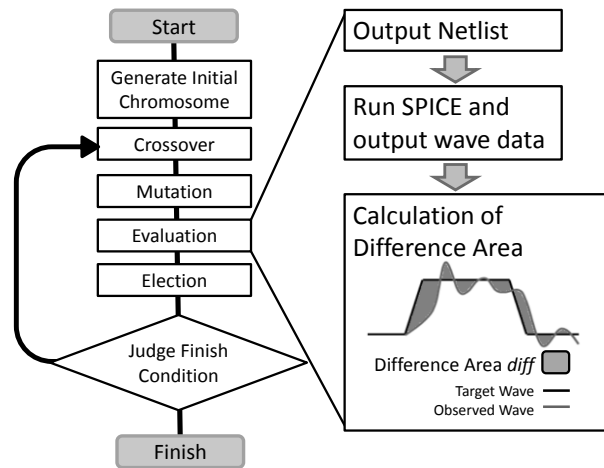 Start
Generate Initial
Chromosome
Crossover
Mutation
Evaluation
Election
Judge Finish
Condition
Finish
Output Netlist
Run SPICE and
output wave data
Calculation of
Difference Area
Difference Area diff
Target Wave
Observed Wave